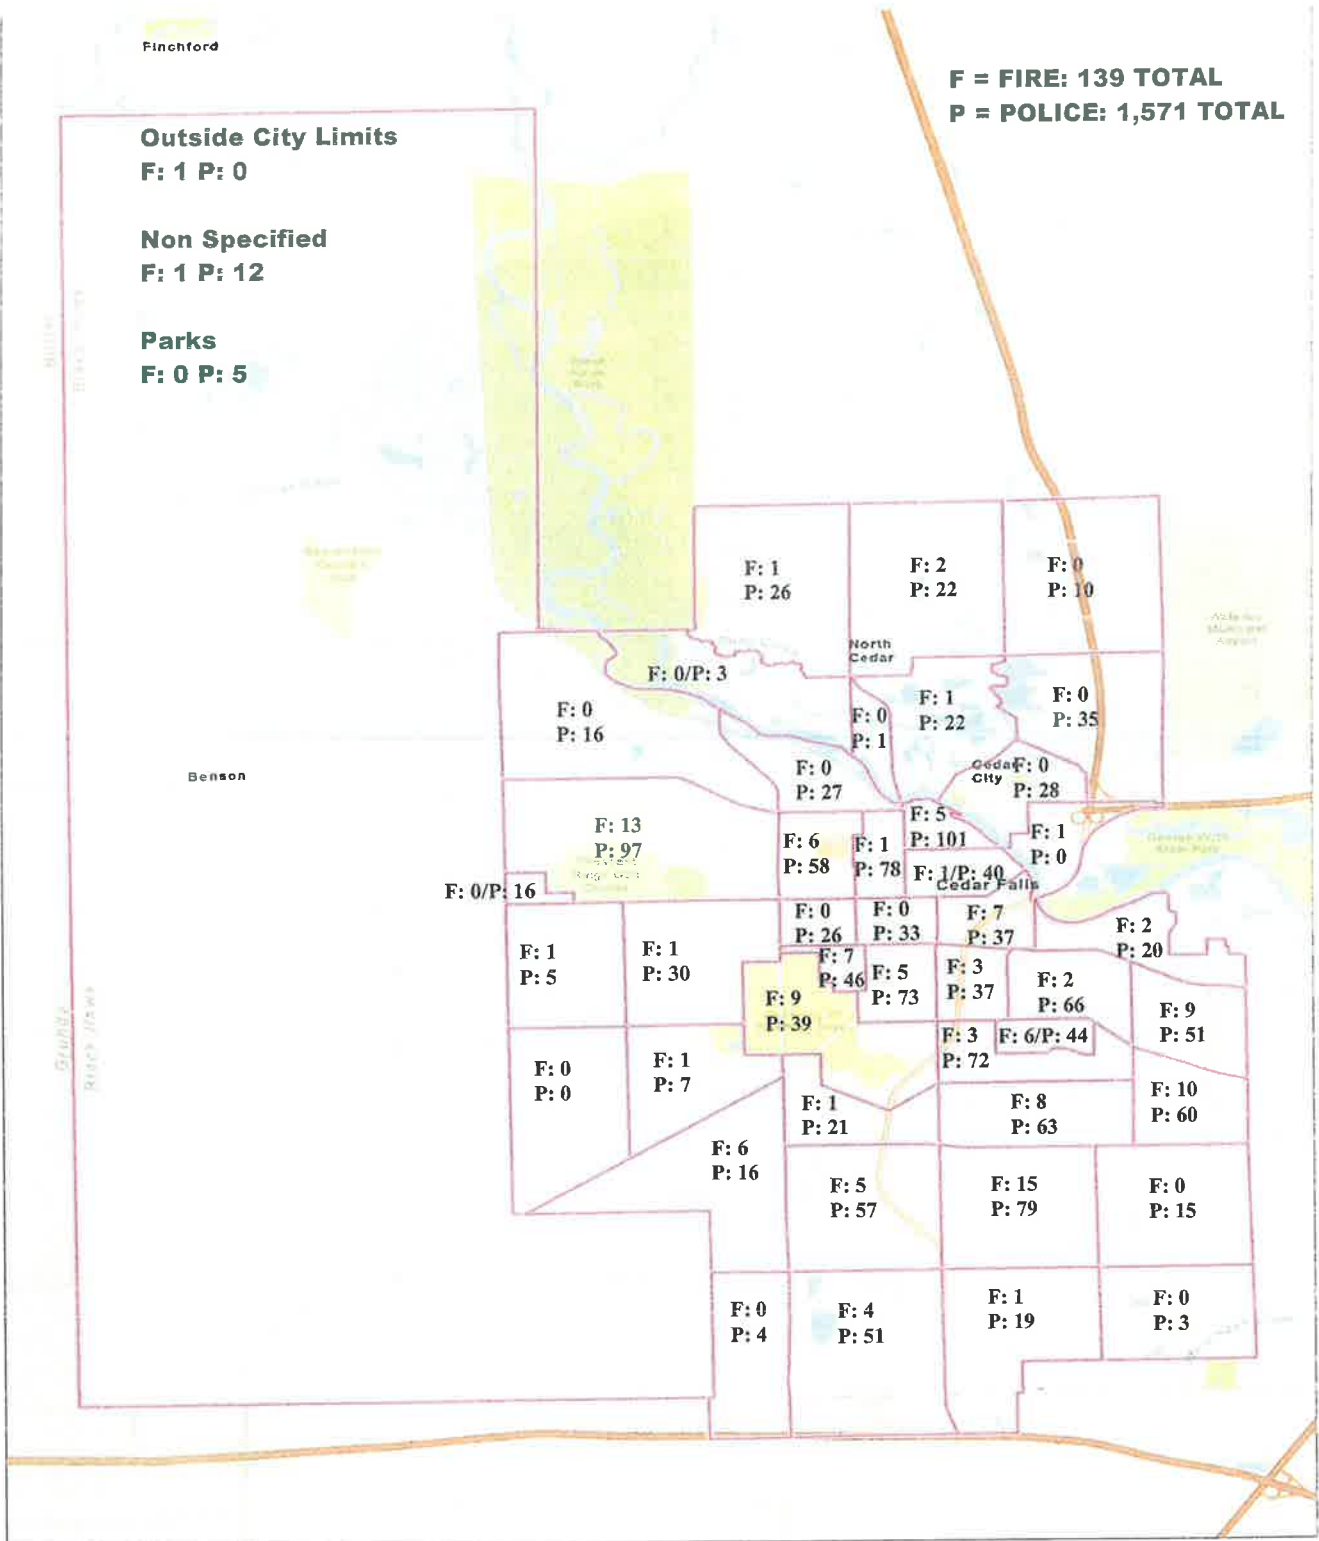 Finchford
F = FIRE: 139 TOTAL
P = POLICE: 1,571 TOTAL
Outside City Limits
F: 1 P: 0
Non Specified
F: 1 P: 12
Parks
F: 0 P: 5
F: 1
P: 26
F: 2
P: 22
F: 0
P: 10
North
Cedar
F: 0/P: 3
F: 0
P: 16
F: 0
P: 1
F: 1
P: 22
F: 0
P: 35
Benson
F: 0
P: 27
Cedar
City
F: 0
P: 28
F: 13
P: 97
F: 6
P: 58
F: 1
P: 78
F: 5
P: 101
F: 1
P: 0
F: 1/P: 40
Cedar Falls
F: 0/P: 16
F: 0
P: 26
F: 0
P: 33
F: 7
P: 37
F: 2
P: 20
F: 1
P: 5
F: 1
P: 30
F: 7
P: 46
F: 5
P: 73
F: 3
P: 37
F: 2
P: 66
F: 9
P: 39
F: 9
P: 51
F: 3
P: 72
F: 6/P: 44
F: 0
P: 0
F: 1
P: 7
F: 1
P: 21
F: 8
P: 63
F: 10
P: 60
Grundy
Black Hawk
F: 6
P: 16
F: 5
P: 57
F: 15
P: 79
F: 0
P: 15
F: 0
P: 4
F: 4
P: 51
F: 1
P: 19
F: 0
P: 3